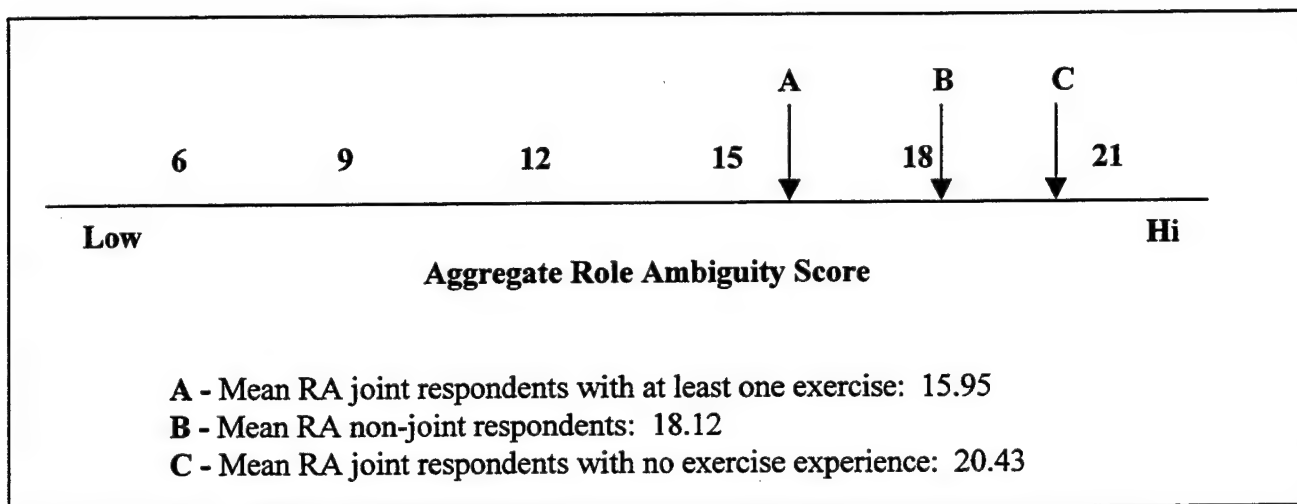 A B C
6 9 12 15 18 21
Low Hi
Aggregate Role Ambiguity Score
A - Mean RA joint respondents with at least one exercise: 15.95
B - Mean RA non-joint respondents: 18.12
C - Mean RA joint respondents with no exercise experience: 20.43